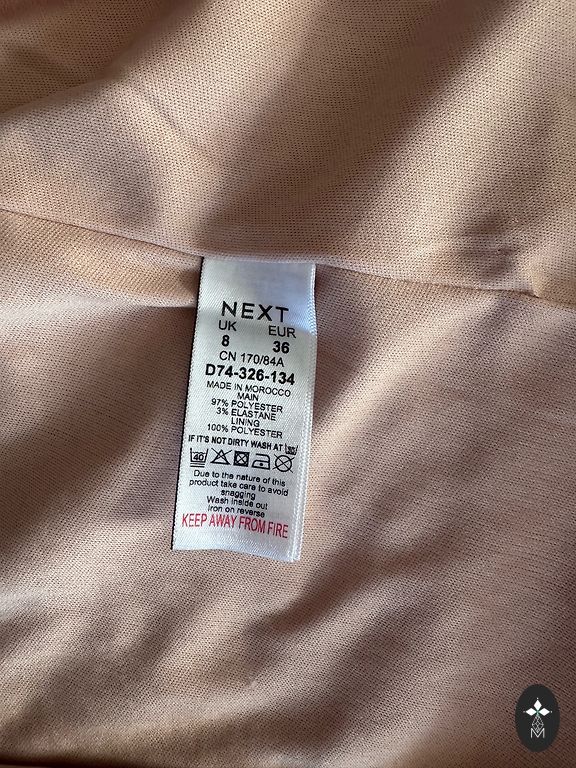 NEXT
UK EUR
8 36
CN 170/84A
D74-326-134
MADE IN MOROCCO
MAIN
97% POLYESTER
3% ELASTANE
LINING
100% POLYESTER
IF IT'S NOT DIRTY WASH AT 30
40
Due to the nature of this
product take care to avoid
snagging
Wash inside out
Iron on reverse
KEEP AWAY FROM FIRE
M